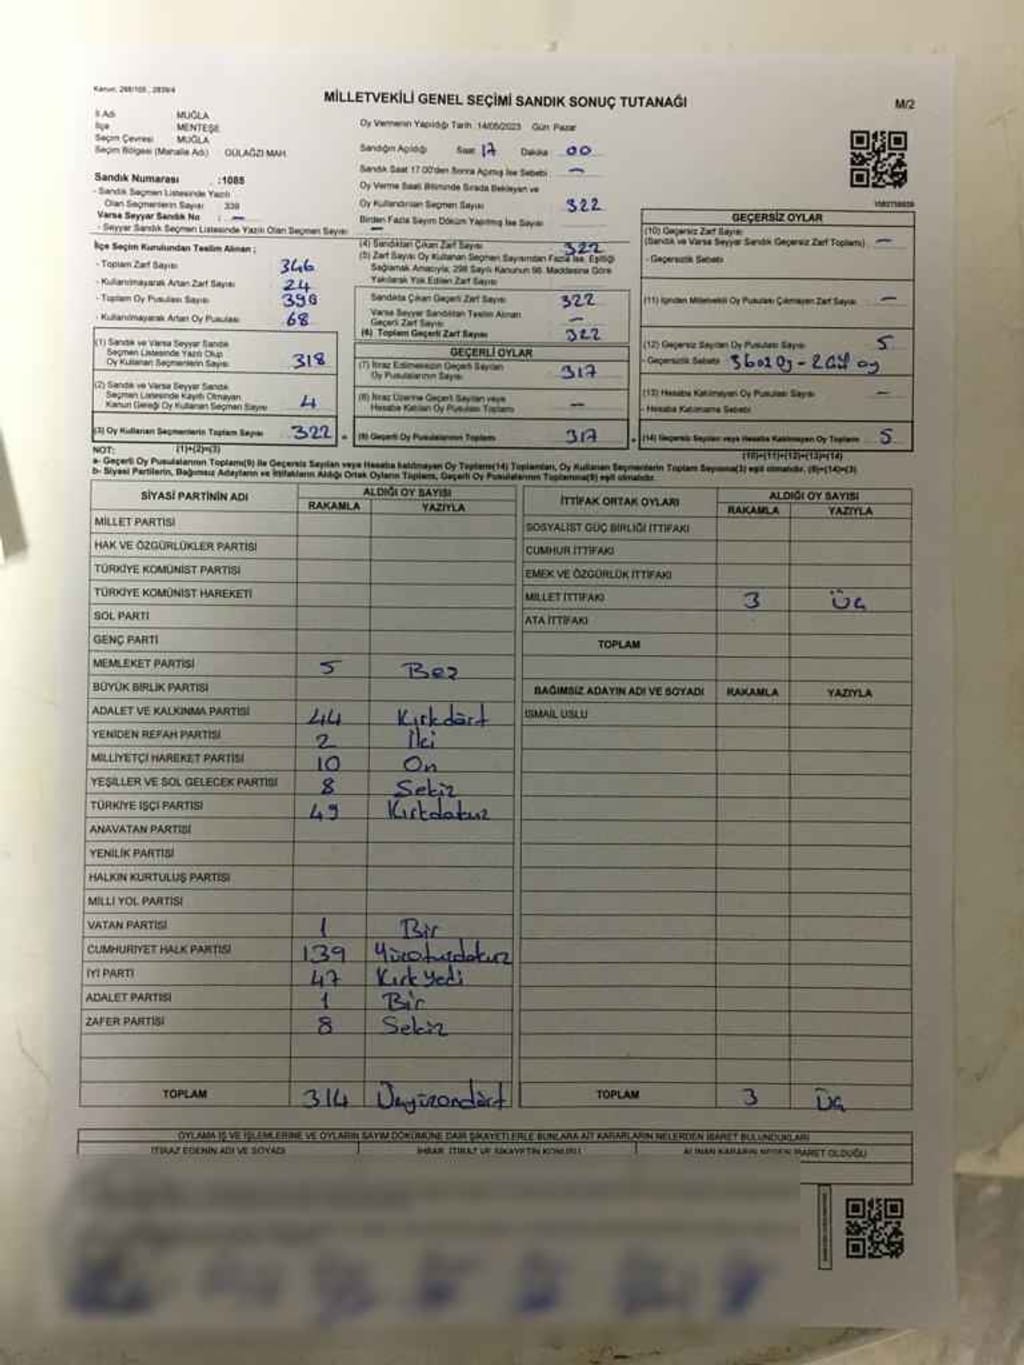 Kanun; 298/105 , 2839/4
MİLLETVEKİLİ GENEL SEÇİMİ SANDIK SONUÇ TUTANAĞI
M/2
İl Adı MUĞLA
İlçe MENTEŞE
Seçim Çevresi MUĞLA
Seçim Bölgesi (Mahalle Adı) GÜLAĞZI MAH.
Oy Vermenin Yapıldığı Tarih :14/05/2023 Gün: Pazar
Sandığın Açıldığı Saat 17 Dakika 00
Sandık Saat 17.00'den Sonra Açılmış İse Sebebi —
Oy Verme Saati Bitiminde Sırada Bekleyen ve
Oy Kullandırılan Seçmen Sayısı 322
Birden Fazla Sayım Döküm Yapılmış İse Sayısı —
Sandık Numarası :1085
- Sandık Seçmen Listesinde Yazılı
Olan Seçmenlerin Sayısı
Varsa Seyyar Sandık No : —
- Seyyar Sandık Seçmen Listesinde Yazılı Olan Seçmen Sayısı
İlçe Seçim Kurulundan Teslim Alınan ;
- Toplam Zarf Sayısı 346
- Kullanılmayarak Artan Zarf Sayısı 24
- Toplam Oy Pusulası Sayısı
- Kullanılmayarak Artan Oy Pusulası 68
(1) Sandık ve Varsa Seyyar Sandık
Seçmen Listesinde Yazılı Olup
Oy Kullanan Seçmenlerin Sayısı 318
(2) Sandık ve Varsa Seyyar Sandık
Seçmen Listesinde Kayıtlı Olmayan
Kanun Gereği Oy Kullanan Seçmen Sayısı 4
(3) Oy Kullanan Seçmenlerin Toplam Sayısı 322
(1)+(2)=(3)
(4) Sandıktan Çıkan Zarf Sayısı 322
(5) Zarf Sayısı Oy Kullanan Seçmen Sayısından Fazla İse, Eşitliği
Sağlamak Amacıyla; 298 Sayılı Kanunun 98. Maddesine Göre
Yakılarak Yok Edilen Zarf Sayısı
Sandıkta Çıkan Geçerli Zarf Sayısı 322
Varsa Seyyar Sandıktan Teslim Alınan
Geçerli Zarf Sayısı —
(6) Toplam Geçerli Zarf Sayısı 322
GEÇERLİ OYLAR
(7) İtiraz Edilmeksizin Geçerli Sayılan
Oy Pusulalarının Sayısı 317
(8) İtiraz Üzerine Geçerli Sayılan veya
Hesaba Katılan Oy Pusulası Toplamı —
(9) Geçerli Oy Pusulalarının Toplamı 317
GEÇERSİZ OYLAR
(10) Geçersiz Zarf Sayısı
(Sandık ve Varsa Seyyar Sandık Geçersiz Zarf Toplamı) —
- Geçersizlik Sebebi
(11) İçinden Milletvekili Oy Pusulası Çıkmayan Zarf Sayısı —
(12) Geçersiz Sayılan Oy Pusulası Sayısı 5
- Geçersizlik Sebebi
(13) Hesaba Katılmayan Oy Pusulası Sayısı —
- Hesaba Katılmama Sebebi
(14) Geçersiz Sayılan veya Hesaba Katılmayan Oy Toplamı 5
(10)+(11)+(12)+(13)=(14)
NOT:
a- Geçerli Oy Pusulalarının Toplamı(9) ile Geçersiz Sayılan veya Hesaba katılmayan Oy Toplamı(14) Toplamları, Oy Kullanan Seçmenlerin Toplam Sayısına(3) eşit olmalıdır. (9)+(14)=(3)
b- Siyasi Partilerin, Bağımsız Adayların ve İttifakların Aldığı Ortak Oyların Toplamı, Geçerli Oy Pusulalarının Toplamına(9) eşit olmalıdır.
SİYASİ PARTİNİN ADI ALDIĞI OY SAYISI
RAKAMLA YAZIYLA
MİLLET PARTİSİ
HAK VE ÖZGÜRLÜKLER PARTİSİ
TÜRKİYE KOMÜNİST PARTİSİ
TÜRKİYE KOMÜNİST HAREKETİ
SOL PARTİ
GENÇ PARTİ
MEMLEKET PARTİSİ 5 Beş
BÜYÜK BİRLİK PARTİSİ
ADALET VE KALKINMA PARTİSİ 44 Kırkdört
YENİDEN REFAH PARTİSİ 2 İki
MİLLİYETÇİ HAREKET PARTİSİ 10 On
YEŞİLLER VE SOL GELECEK PARTİSİ 8 Sekiz
TÜRKİYE İŞÇİ PARTİSİ 49 Kırkdokuz
ANAVATAN PARTİSİ
YENİLİK PARTİSİ
HALKIN KURTULUŞ PARTİSİ
MİLLİ YOL PARTİSİ
VATAN PARTİSİ 1 Bir
CUMHURİYET HALK PARTİSİ 139 Yüzotuzdokuz
İYİ PARTİ 47 Kırk yedi
ADALET PARTİSİ 1 Bir
ZAFER PARTİSİ 8 Sekiz
TOPLAM 314 Üçyüzondört
İTTİFAK ORTAK OYLARI ALDIĞI OY SAYISI
RAKAMLA YAZIYLA
SOSYALİST GÜÇ BİRLİĞİ İTTİFAKI
CUMHUR İTTİFAKI
EMEK VE ÖZGÜRLÜK İTTİFAKI
MİLLET İTTİFAKI 3 Üç
ATA İTTİFAKI
TOPLAM
BAĞIMSIZ ADAYIN ADI VE SOYADI RAKAMLA YAZIYLA
İSMAİL USLU
TOPLAM 3 Üç
OYLAMA İŞ VE İŞLEMLERİNE VE OYLARIN SAYIM DÖKÜMÜNE DAİR ŞİKAYETLERLE BUNLARA AİT KARARLARIN NELERDEN İBARET BULUNDUKLARI
İTİRAZ EDENİN ADI VE SOYADI İHBAR, İTİRAZ VE ŞİKAYETİN KONUSU ALINAN KARARIN NEDEN İBARET OLDUĞU